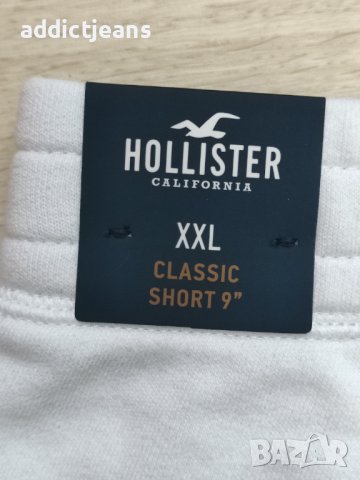 addictjeans
HOLLISTER
CALIFORNIA
XXL
CLASSIC
SHORT 9”
BAZAR